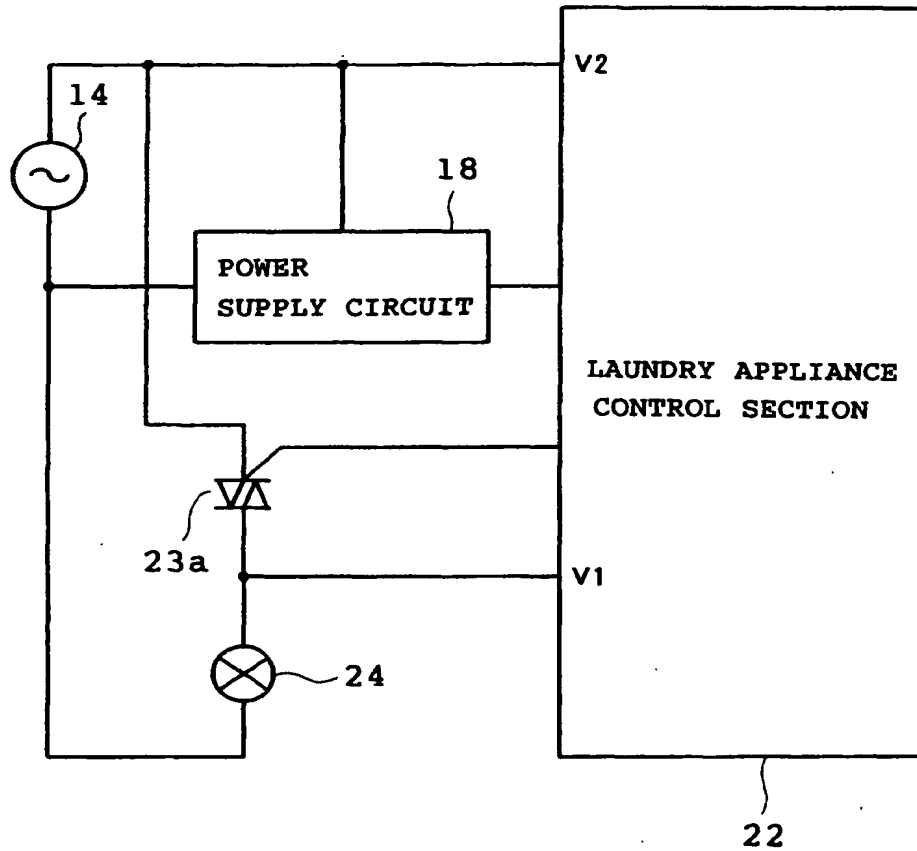 V2
14
18
POWER
SUPPLY CIRCUIT
LAUNDRY APPLIANCE
CONTROL SECTION
23a
V1
24
22